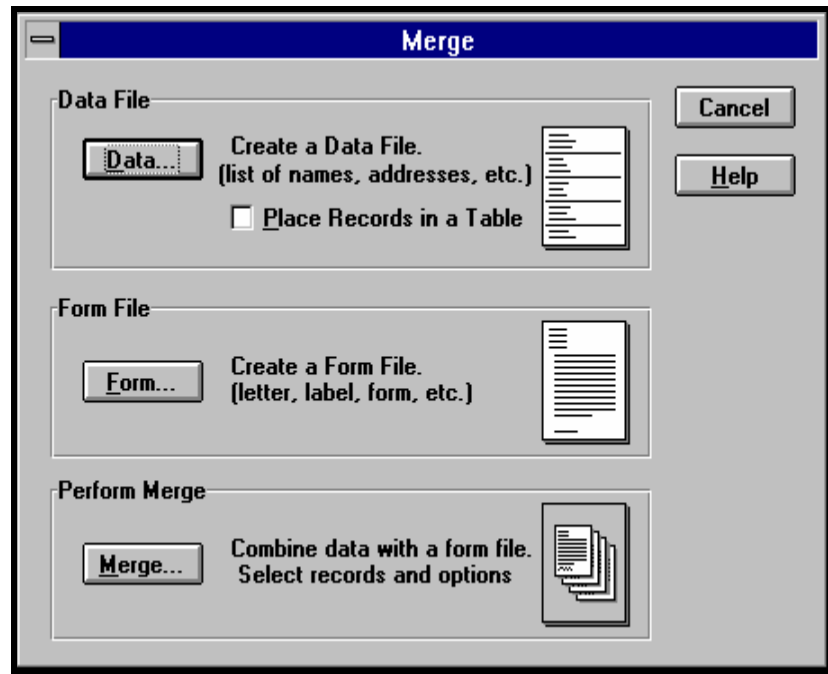 Merge
Data File
Data...
Create a Data File.
(list of names, addresses, etc.)
Place Records in a Table
Cancel
Help
Form File
Form...
Create a Form File.
(letter, label, form, etc.)
Perform Merge
Merge...
Combine data with a form file.
Select records and options